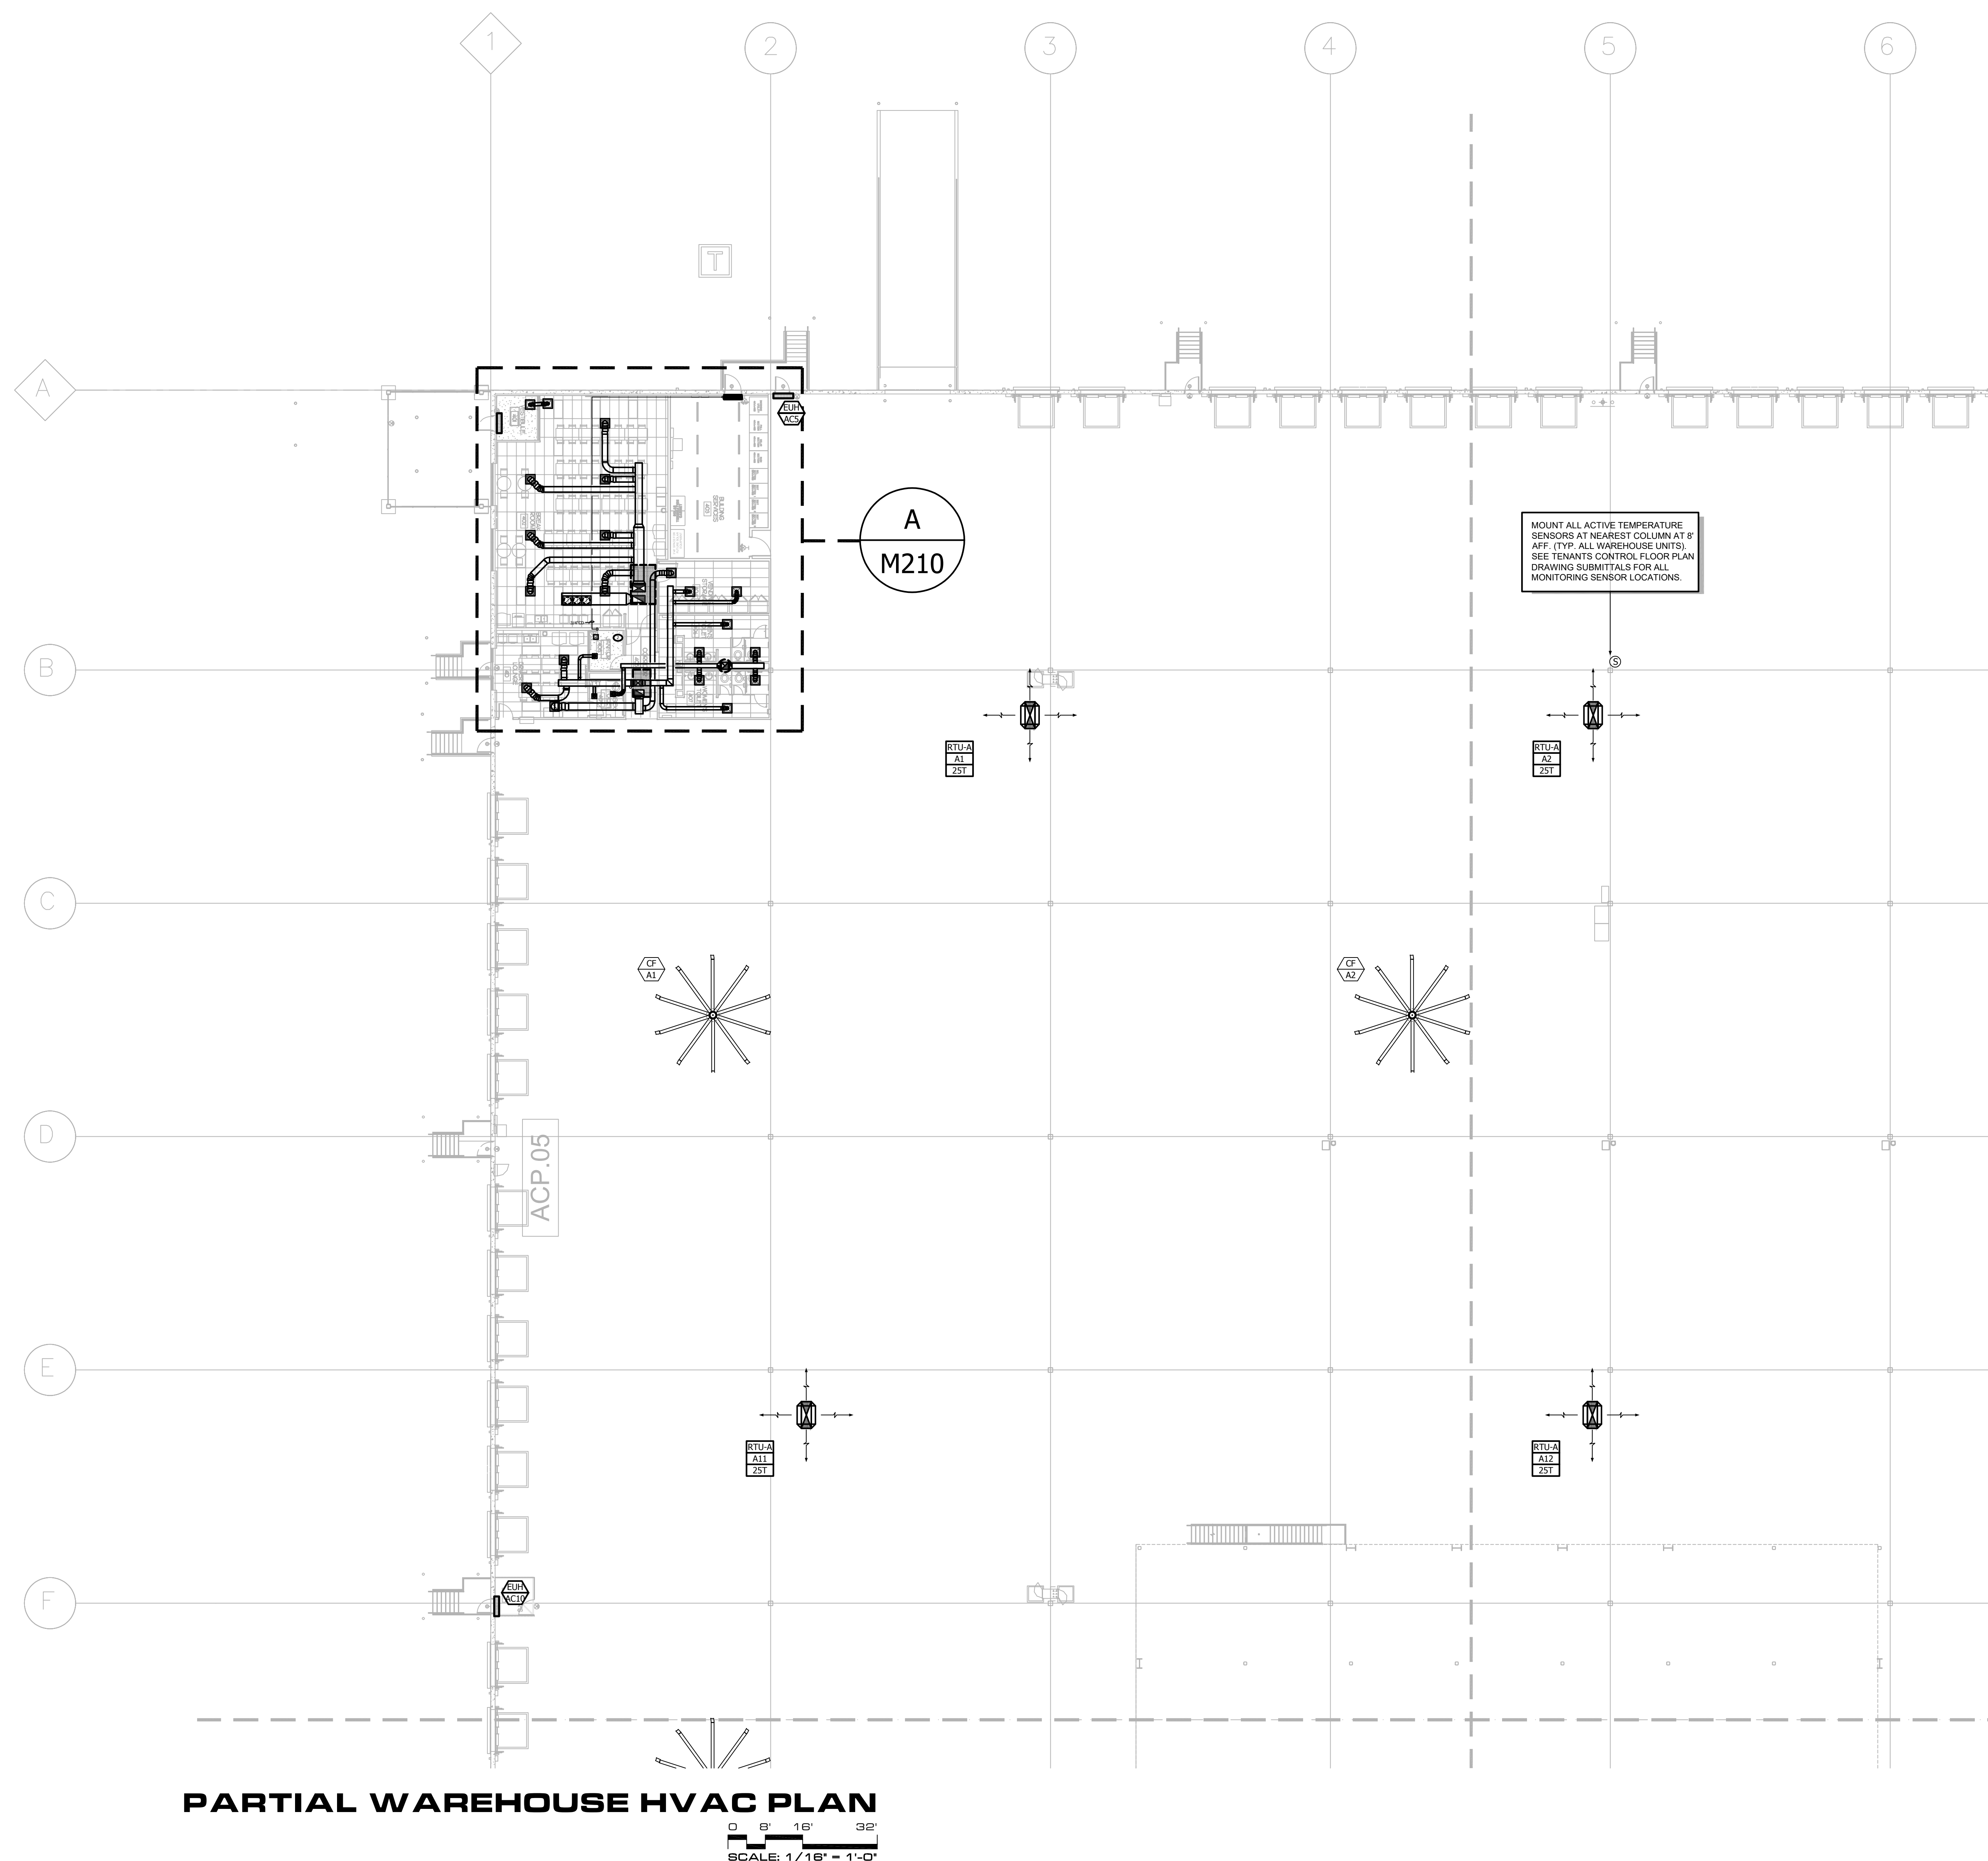 1
2
3
4
5
6
T
A
EUH
AC5
A
M210
MOUNT ALL ACTIVE TEMPERATURE
SENSORS AT NEAREST COLUMN AT 8'
AFF. (TYP. ALL WAREHOUSE UNITS).
SEE TENANTS CONTROL FLOOR PLAN
DRAWING SUBMITTALS FOR ALL
MONITORING SENSOR LOCATIONS.
BUILDING
SERVICES
B
S
RTU-A
A1
25T
RTU-A
A2
25T
C
CF
A1
CF
A2
D
ACP.05
E
RTU-A
A11
25T
RTU-A
A12
25T
F
EUH
AC10
PARTIAL WAREHOUSE HVAC PLAN
0 8' 16' 32'
SCALE: 1/16" = 1'-0"